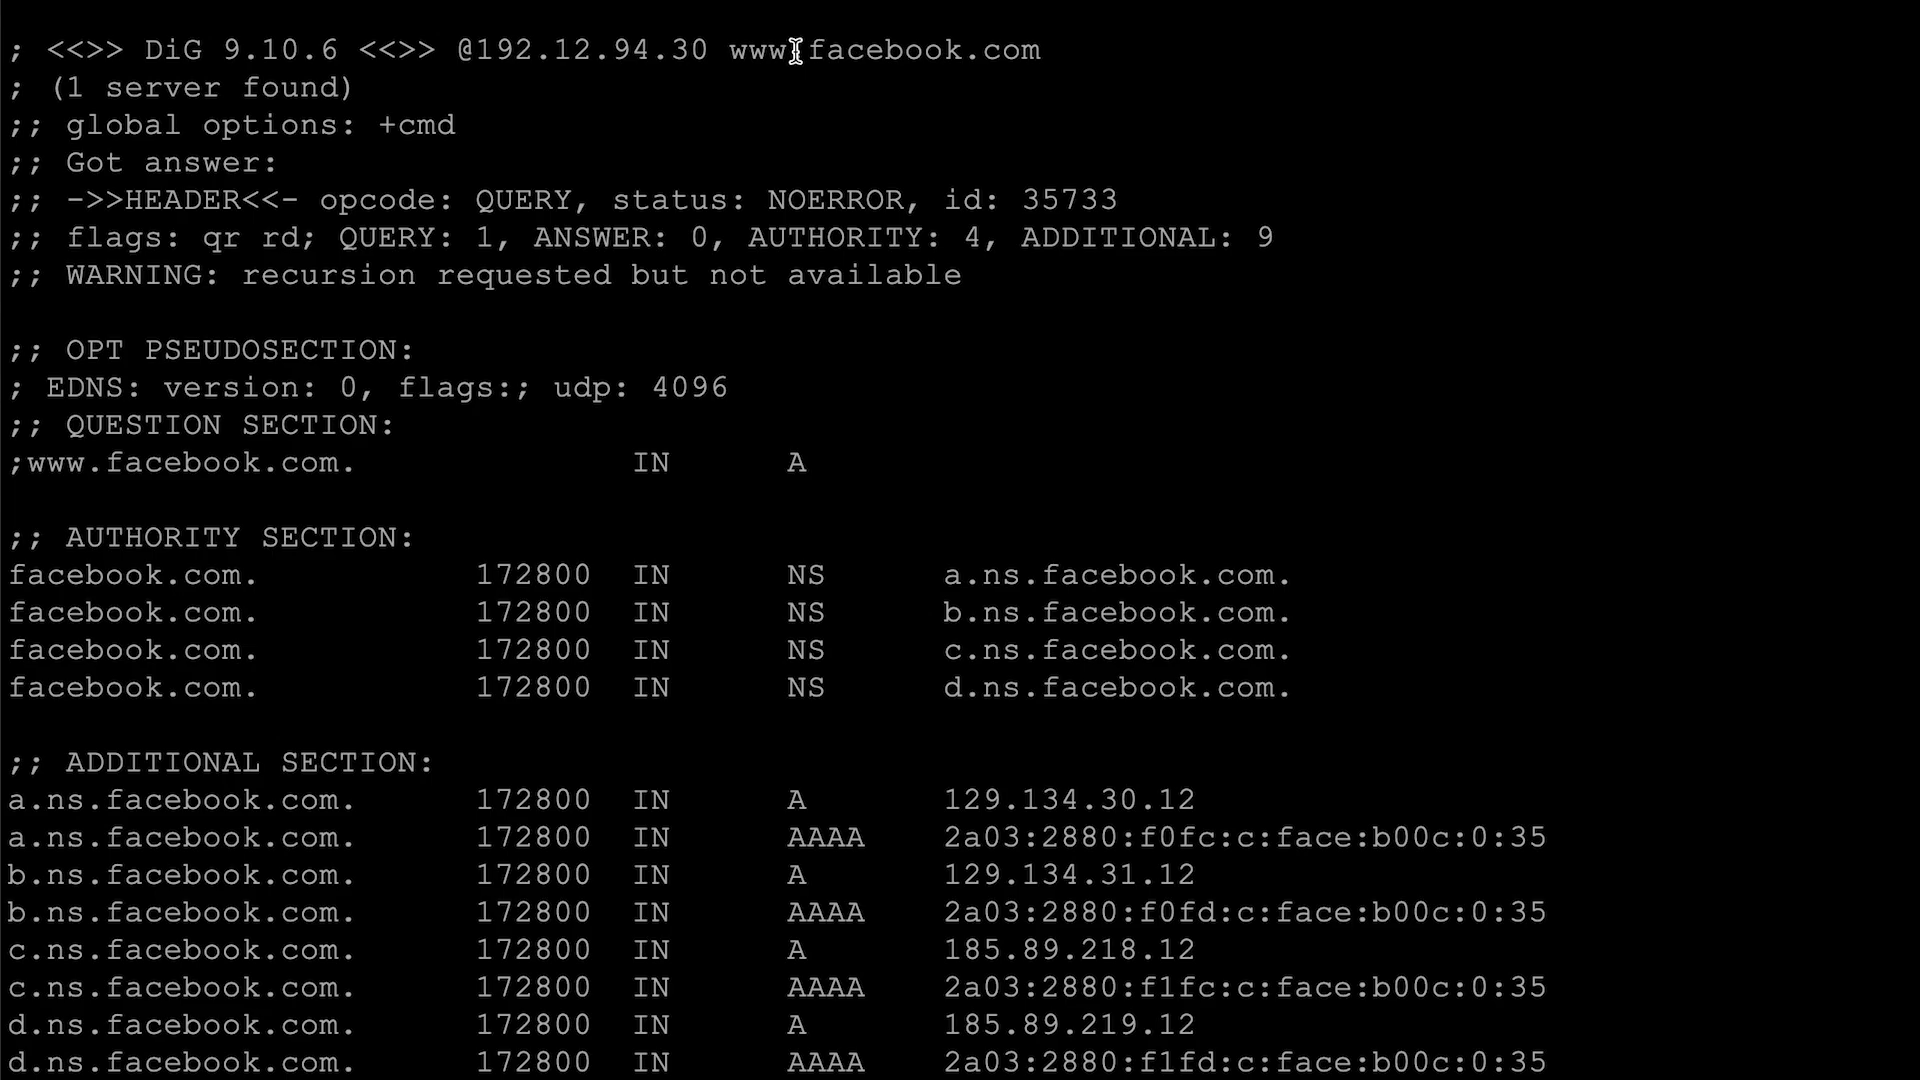 ; <<>> DiG 9.10.6 <<>> @192.12.94.30 www.facebook.com
; (1 server found)
;; global options: +cmd
;; Got answer:
;; ->>HEADER<<- opcode: QUERY, status: NOERROR, id: 35733
;; flags: qr rd; QUERY: 1, ANSWER: 0, AUTHORITY: 4, ADDITIONAL: 9
;; WARNING: recursion requested but not available
;; OPT PSEUDOSECTION:
; EDNS: version: 0, flags:; udp: 4096
;; QUESTION SECTION:
;www.facebook.com. IN A
;; AUTHORITY SECTION:
facebook.com. 172800 IN NS a.ns.facebook.com.
facebook.com. 172800 IN NS b.ns.facebook.com.
facebook.com. 172800 IN NS c.ns.facebook.com.
facebook.com. 172800 IN NS d.ns.facebook.com.
;; ADDITIONAL SECTION:
a.ns.facebook.com. 172800 IN A 129.134.30.12
a.ns.facebook.com. 172800 IN AAAA 2a03:2880:f0fc:c:face:b00c:0:35
b.ns.facebook.com. 172800 IN A 129.134.31.12
b.ns.facebook.com. 172800 IN AAAA 2a03:2880:f0fd:c:face:b00c:0:35
c.ns.facebook.com. 172800 IN A 185.89.218.12
c.ns.facebook.com. 172800 IN AAAA 2a03:2880:f1fc:c:face:b00c:0:35
d.ns.facebook.com. 172800 IN A 185.89.219.12
d.ns.facebook.com. 172800 IN AAAA 2a03:2880:f1fd:c:face:b00c:0:35